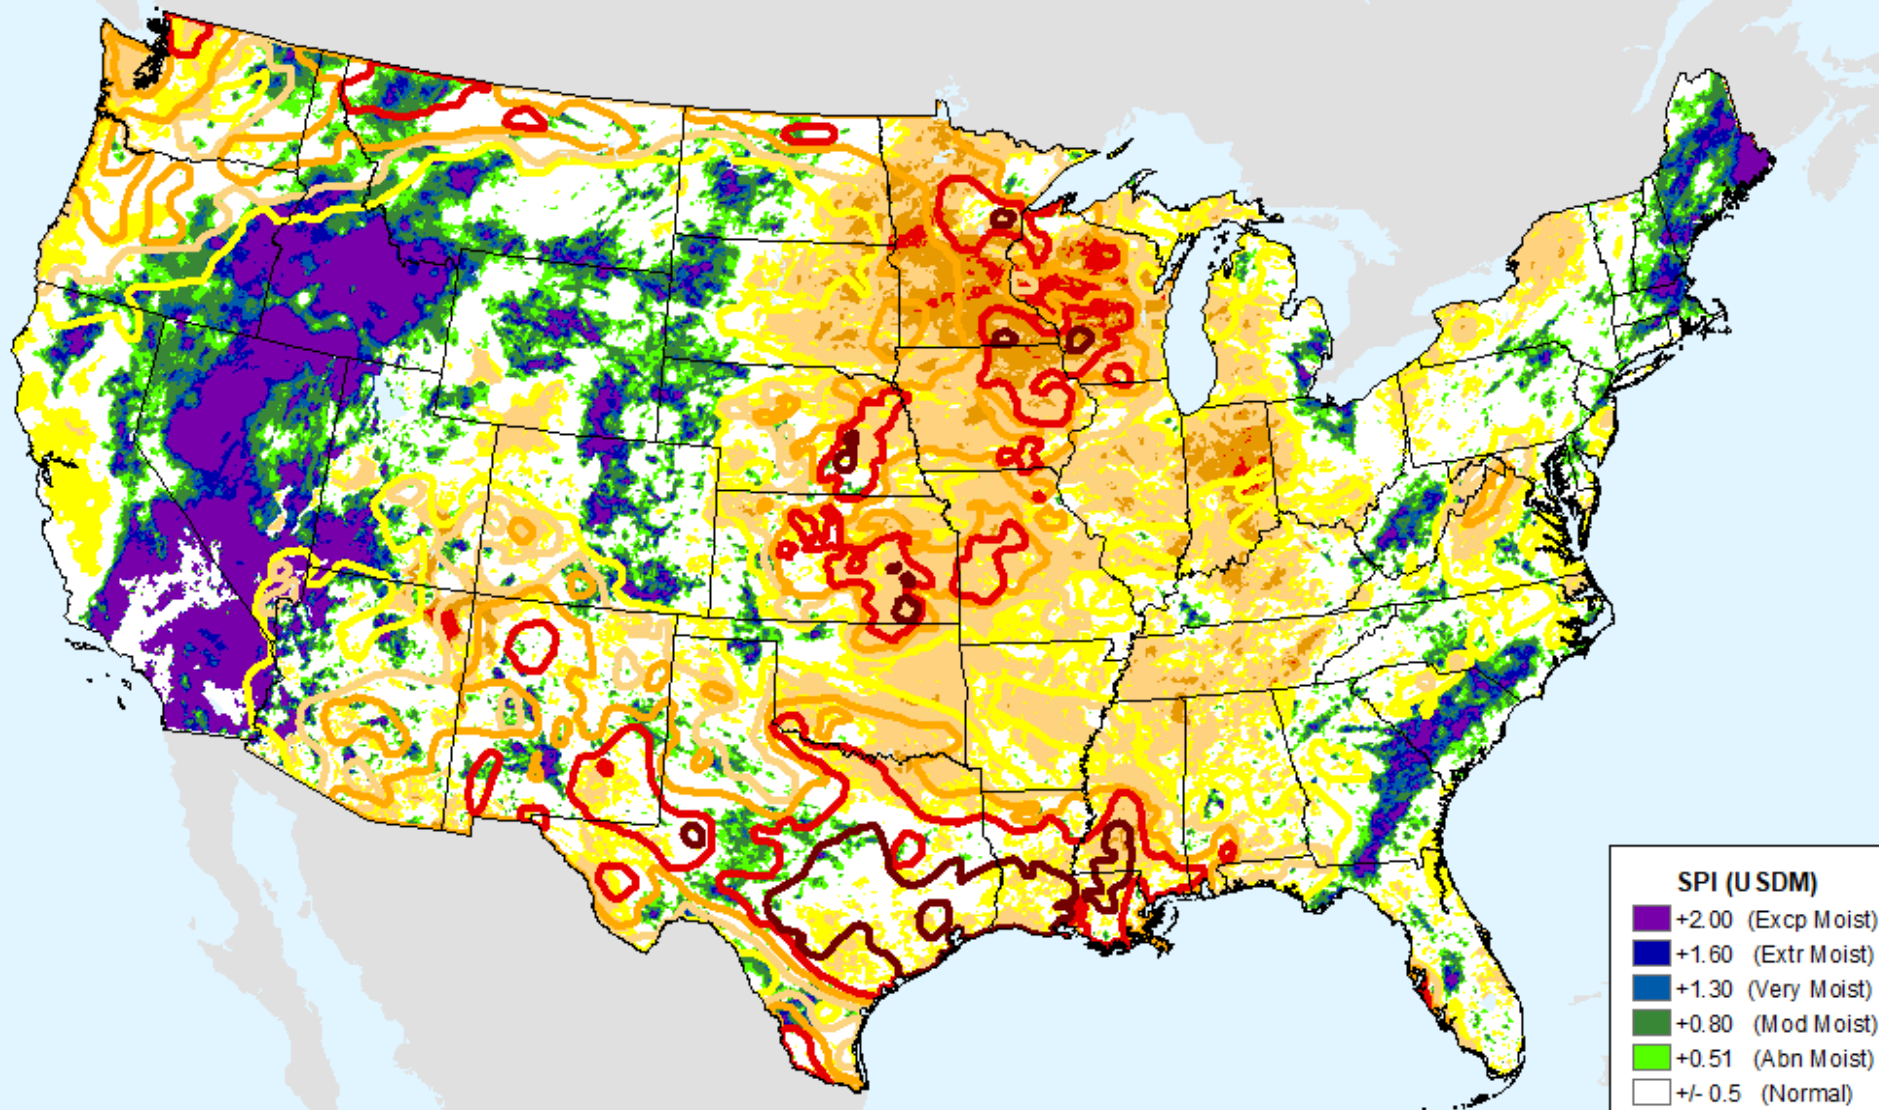 SPI (USDM)
+2.00 (Excp Moist)
+1.60 (Extr Moist)
+1.30 (Very Moist)
+0.80 (Mod Moist)
+0.51 (Abn Moist)
+/- 0.5 (Normal)